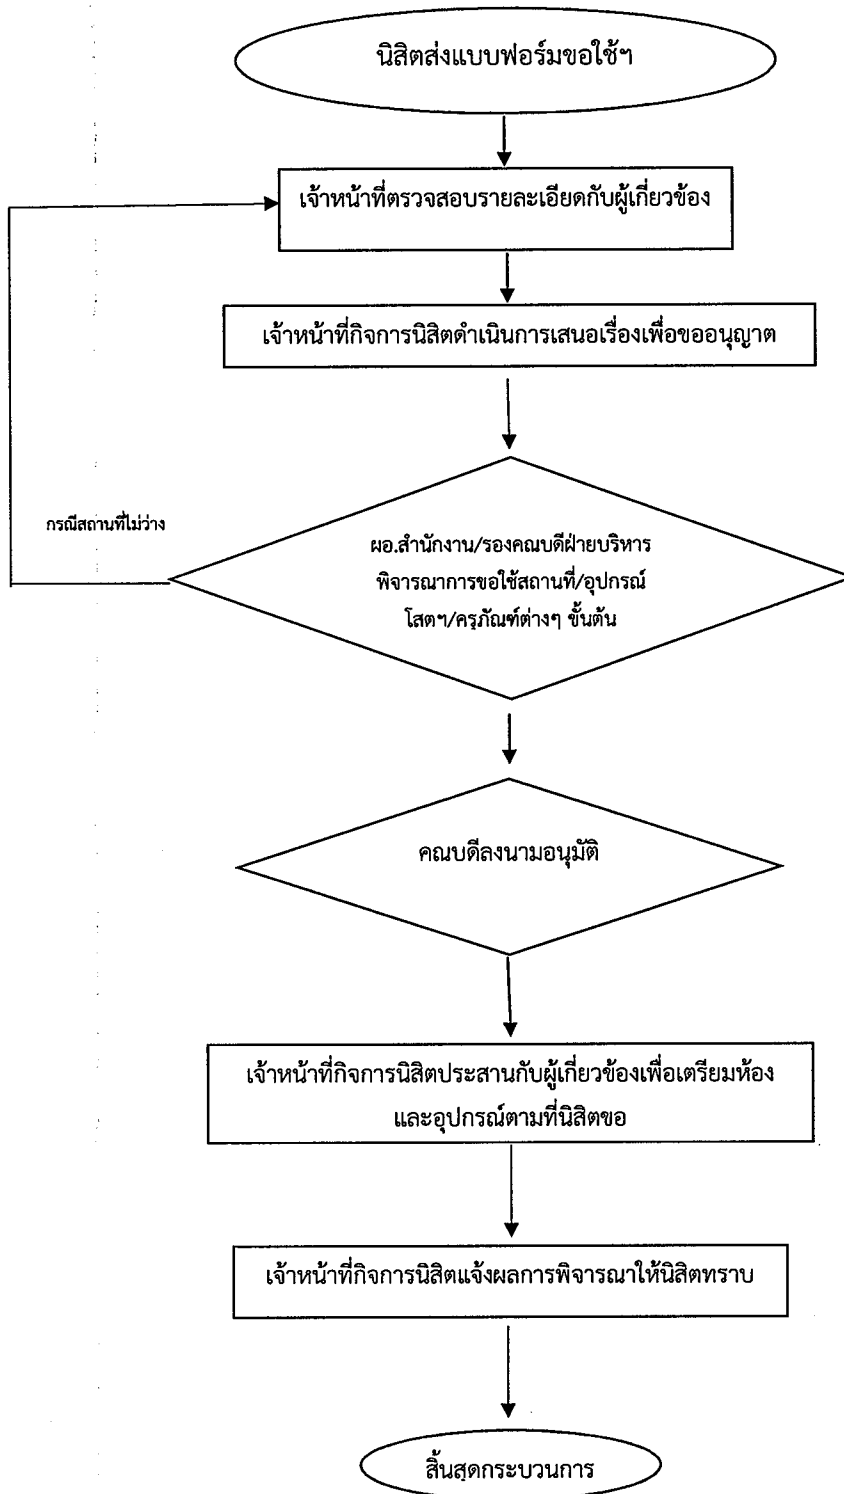 นิสิตส่งแบบฟอร์มขอใช้ฯ
เจ้าหน้าที่ตรวจสอบรายละเอียดกับผู้เกี่ยวข้อง
เจ้าหน้าที่กิจการนิสิตดำเนินการเสนอเรื่องเพื่อขออนุญาต
กรณีสถานที่ไม่ว่าง
ผอ.สำนักงาน/รองคณบดีฝ่ายบริหาร
พิจารณาการขอใช้สถานที่/อุปกรณ์
โสตฯ/ครุภัณฑ์ต่างๆ ขั้นต้น
คณบดีลงนามอนุมัติ
เจ้าหน้าที่กิจการนิสิตประสานกับผู้เกี่ยวข้องเพื่อเตรียมห้อง
และอุปกรณ์ตามที่นิสิตขอ
เจ้าหน้าที่กิจการนิสิตแจ้งผลการพิจารณาให้นิสิตทราบ
สิ้นสุดกระบวนการ